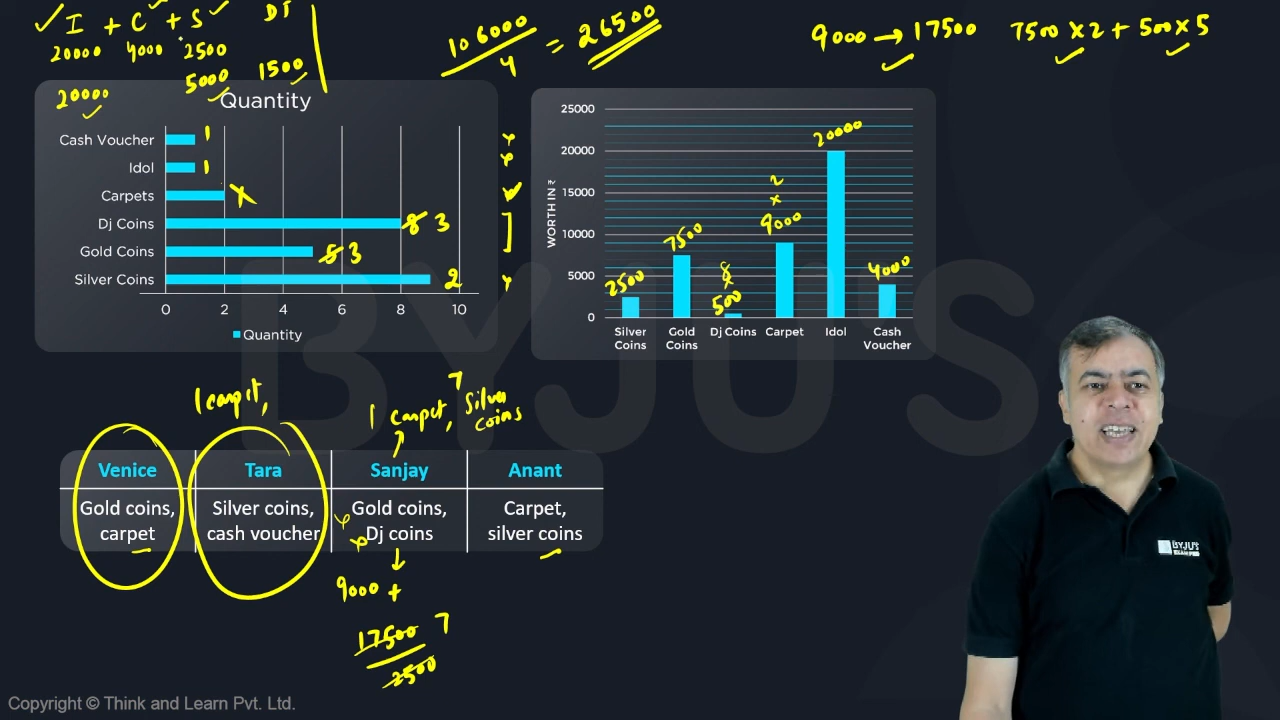 ✓ I + C + S DJ
20000 4000 2500
20000 5000 1500
106000/4 = 26500
9000 → 17500 7500 x 2 + 500 x 5
Quantity
Cash Voucher 1
Idol 1
Carpets
Dj Coins 8 3
Gold Coins 5 3
Silver Coins 2
0 2 4 6 8 10
Quantity
WORTH IN ₹
25000
20000
15000
10000
5000
0
2500
7500
8 x 500
2 x 9000
20000
4000
Silver Coins
Gold Coins
Dj Coins
Carpet
Idol
Cash Voucher
BYJU'S
1 carpet,
1 carpet, 7 Silver coins
Venice Tara Sanjay Anant
Gold coins, Silver coins, Gold coins, Carpet,
carpet cash voucher Dj coins silver coins
9000 +
17500 7
2500
BYJU'S
Copyright © Think and Learn Pvt. Ltd.